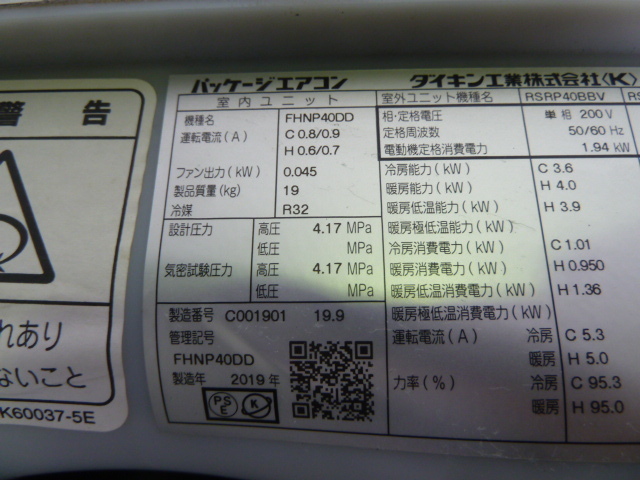 警 告
れあり
ないこと
K60037-5E
パッケージエアコン ダイキン工業株式会社〈K〉
室内ユニット
機種名 FHNP40DD
運転電流(A) C 0.8/0.9
H 0.6/0.7
ファン出力(kW) 0.045
製品質量(kg) 19
冷媒 R32
設計圧力 高圧 4.17 MPa
低圧 MPa
気密試験圧力 高圧 4.17 MPa
低圧 MPa
製造番号 C001901 19.9
管理記号
FHNP40DD
製造年 2019年
PS
E
K
室外ユニット機種名 RSRP40BBV
相・定格電圧 単相 200V
定格周波数 50/60 Hz
電動機定格消費電力 1.94 kW
冷房能力(kW) C 3.6
暖房能力(kW) H 4.0
暖房低温能力(kW) H 3.9
暖房極低温能力(kW)
冷房消費電力(kW) C 1.01
暖房消費電力(kW) H 0.950
暖房低温消費電力(kW) H 1.36
暖房極低温消費電力(kW)
運転電流(A) 冷房 C 5.3
暖房 H 5.0
力率(%) 冷房 C 95.3
暖房 H 95.0